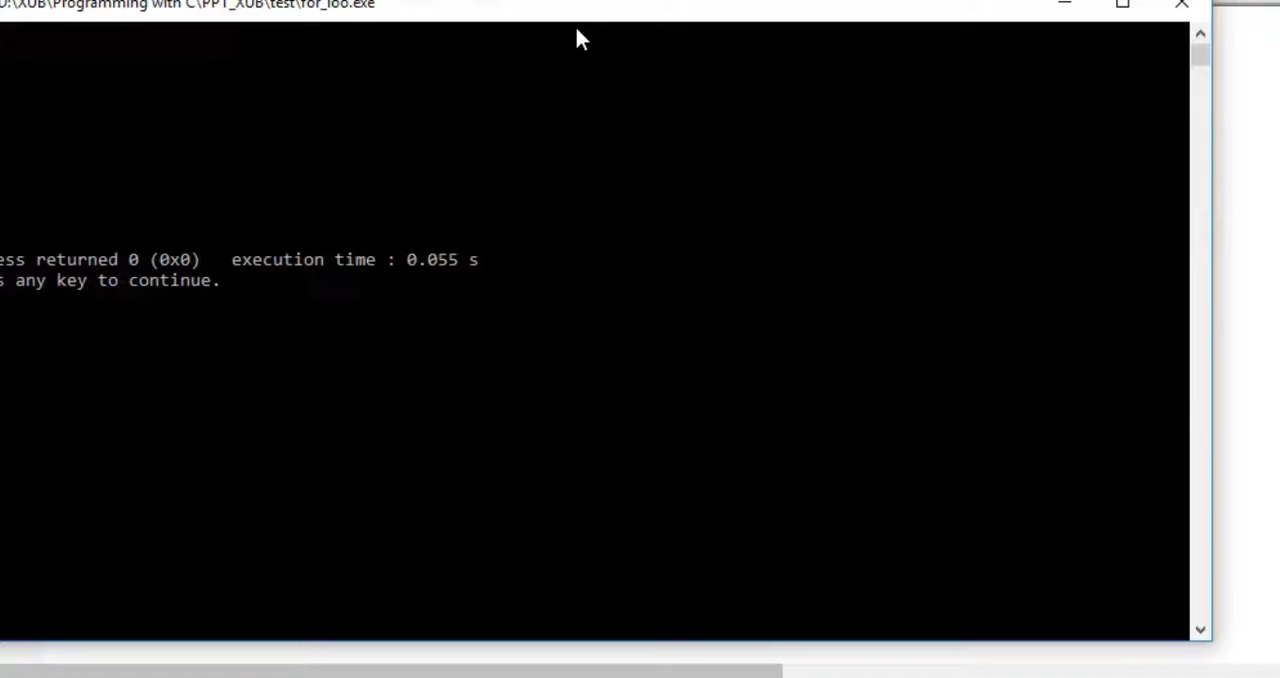 D:\XUB\Programming with C\PPT_XUB\test\for_loo.exe
ess returned 0 (0x0)   execution time : 0.055 s
s any key to continue.